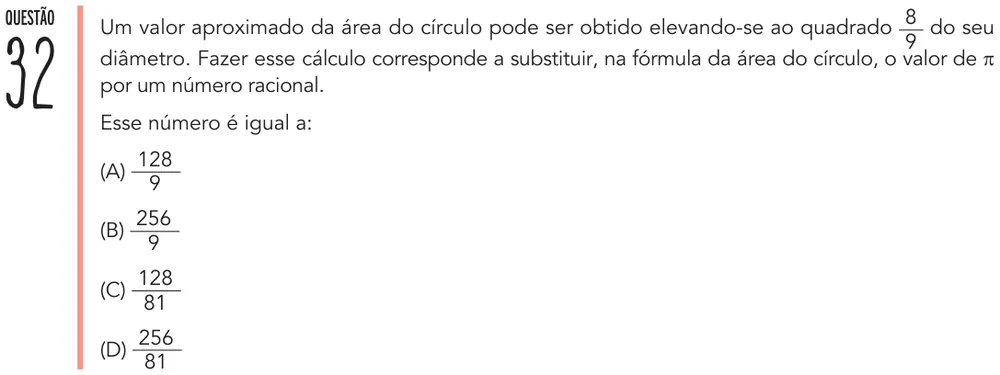 QUESTÃO
32
Um valor aproximado da área do círculo pode ser obtido elevando-se ao quadrado 8/9 do seu
diâmetro. Fazer esse cálculo corresponde a substituir, na fórmula da área do círculo, o valor de π
por um número racional.
Esse número é igual a:
(A) 128/9
(B) 256/9
(C) 128/81
(D) 256/81